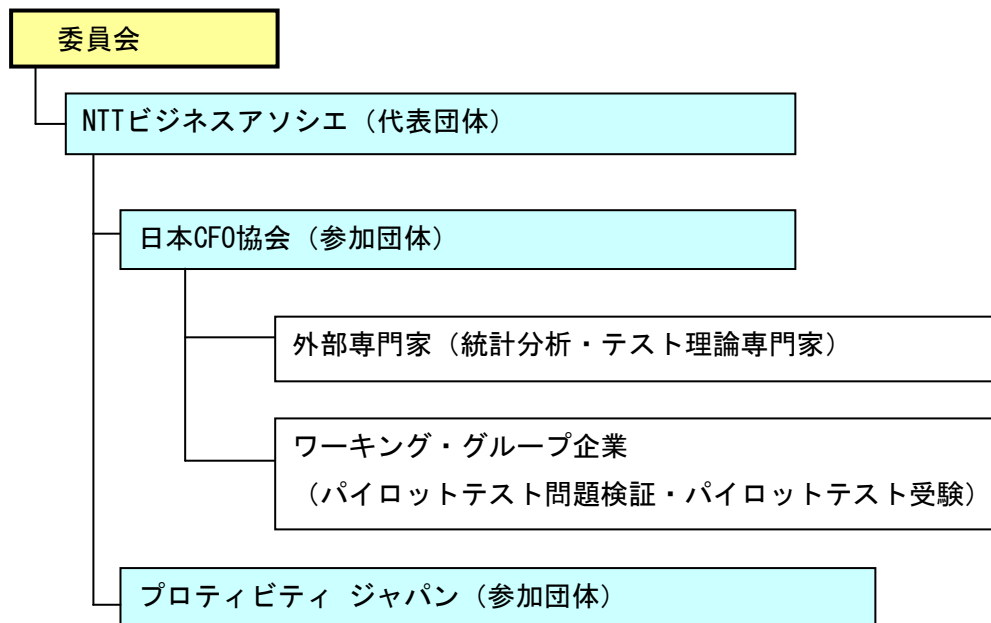 委員会
NTTビジネスアソシエ（代表団体）
日本CFO協会（参加団体）
外部専門家（統計分析・テスト理論専門家）
ワーキング・グループ企業
（パイロットテスト問題検証・パイロットテスト受験）
プロティビティ ジャパン（参加団体）